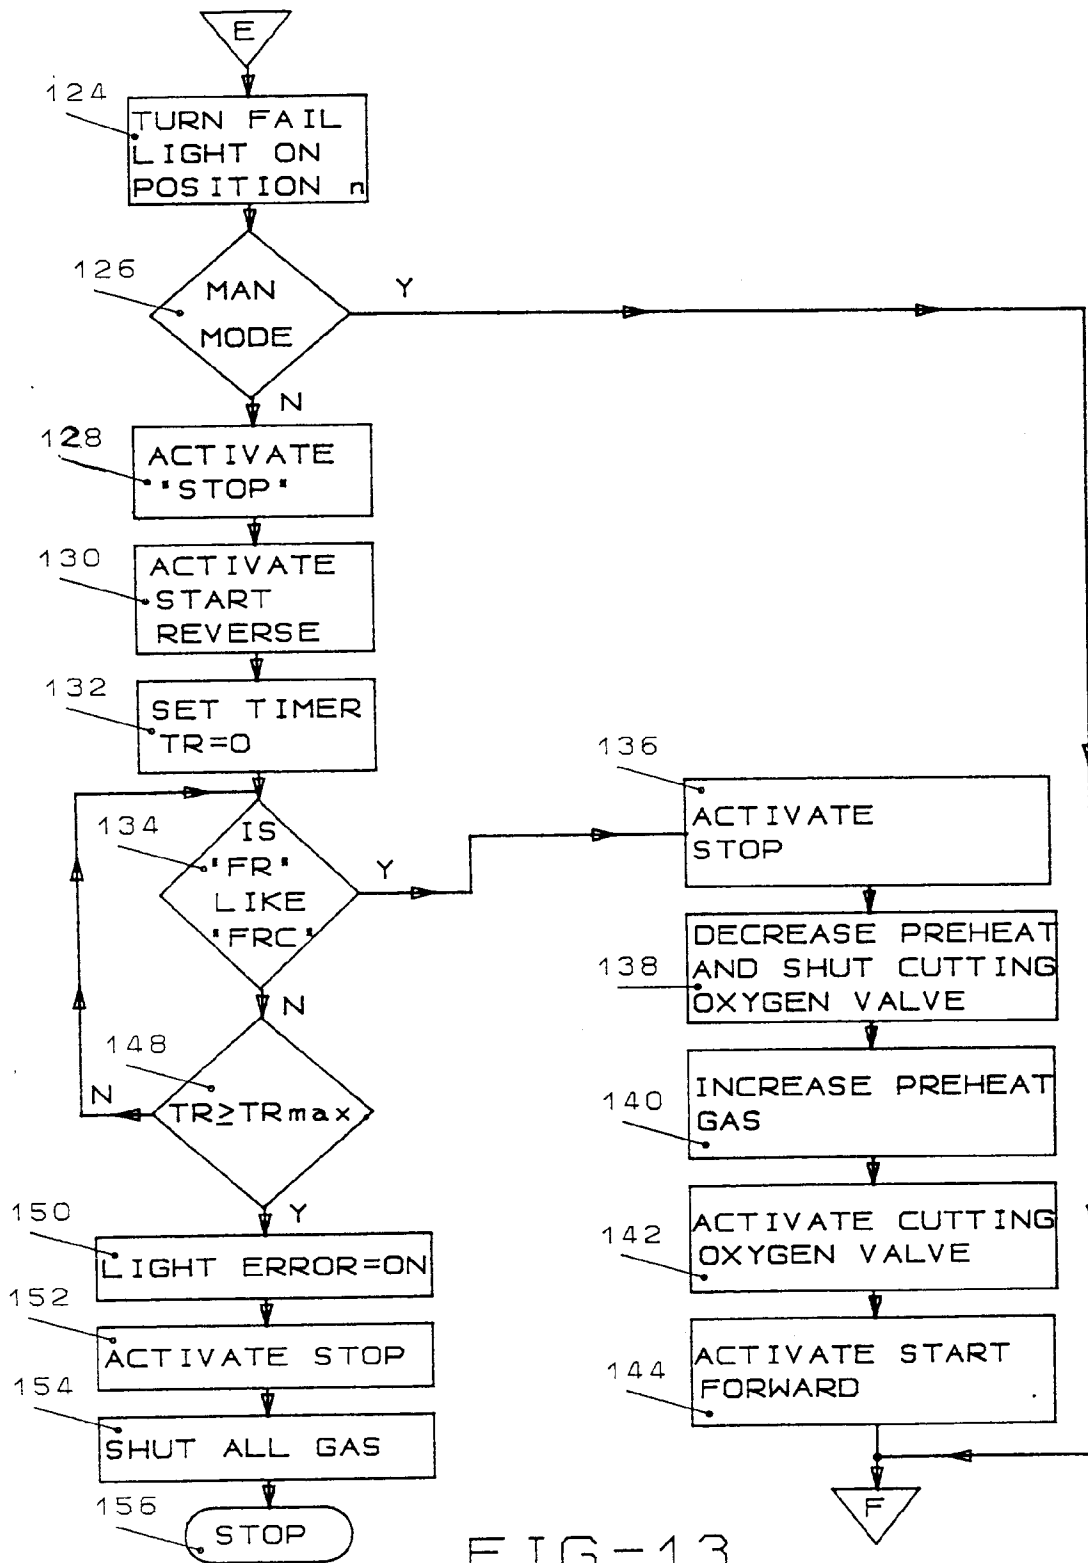 E
124
TURN FAIL
LIGHT ON
POSITION n
126
MAN
MODE
Y
N
128
ACTIVATE
"STOP"
130
ACTIVATE
START
REVERSE
132
SET TIMER
TR=0
134
IS
"FR"
LIKE
"FRC"
Y
N
148
TR≥TRmax
N
Y
150
LIGHT ERROR=ON
152
ACTIVATE STOP
154
SHUT ALL GAS
156
STOP
136
ACTIVATE
STOP
138
DECREASE PREHEAT
AND SHUT CUTTING
OXYGEN VALVE
140
INCREASE PREHEAT
GAS
142
ACTIVATE CUTTING
OXYGEN VALVE
144
ACTIVATE START
FORWARD
F
FIG-13